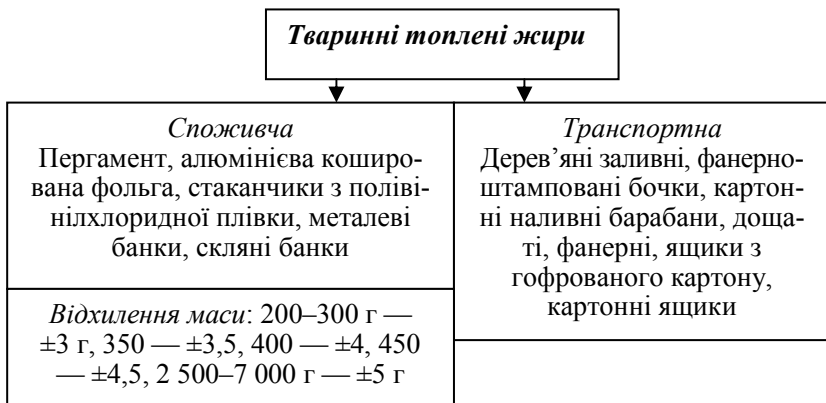 Тваринні топлені жири
Споживча
Пергамент, алюмінієва коширо-
вана фольга, стаканчики з полівi-
нілхлоридної плівки, металеві
банки, скляні банки
Відхилення маси: 200–300 г —
±3 г, 350 — ±3,5, 400 — ±4, 450
— ±4,5, 2 500–7 000 г — ±5 г
Транспортна
Дерев’яні заливні, фанерно-
штамповані бочки, картон-
ні наливні барабани, доща-
ті, фанерні, ящики з
гофрованого картону,
картонні ящики